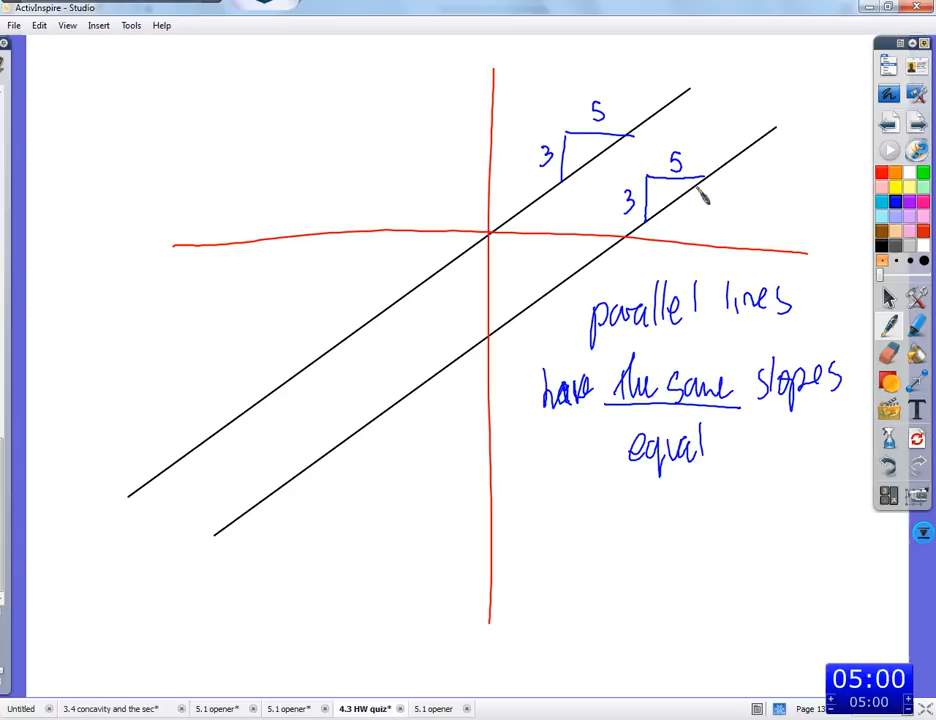 ActivInspire - Studio
File Edit View Insert Tools Help
5
3
5
3
parallel lines
have the same slopes
equal
T
05:00
05:00
Untitled 3.4 concavity and the sec* 5.1 opener* 5.1 opener* 4.3 HW quiz* 5.1 opener Page 13